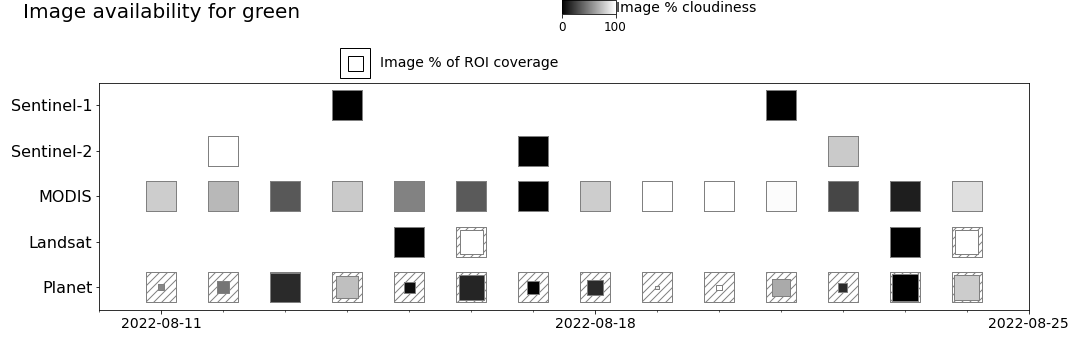 Image availability for green
Image % cloudiness
0 100
Image % of ROI coverage
Sentinel-1
Sentinel-2
MODIS
Landsat
Planet
2022-08-11 2022-08-18 2022-08-25